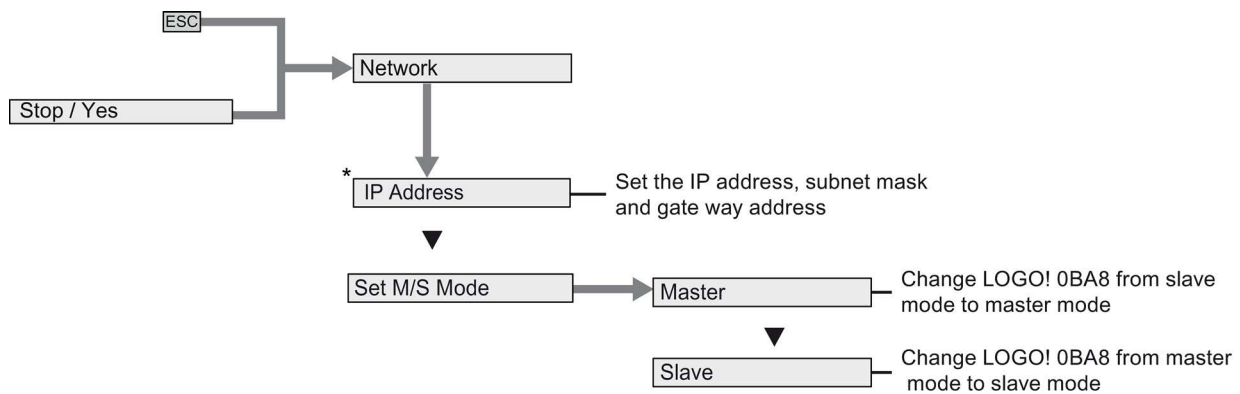 ESC
Network
Stop / Yes
*
IP Address
Set the IP address, subnet mask
and gate way address
Set M/S Mode
Master
Change LOGO! 0BA8 from slave
mode to master mode
Slave
Change LOGO! 0BA8 from master
mode to slave mode